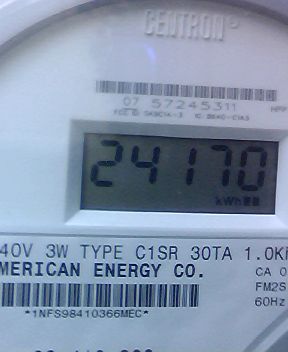 CENTRON®
07 57245311
24170
kWh
40V 3W TYPE C1SR 30TA 1.0K
MERICAN ENERGY CO.
CA 0
FM2S
60Hz
*1NFS98410366MEC*